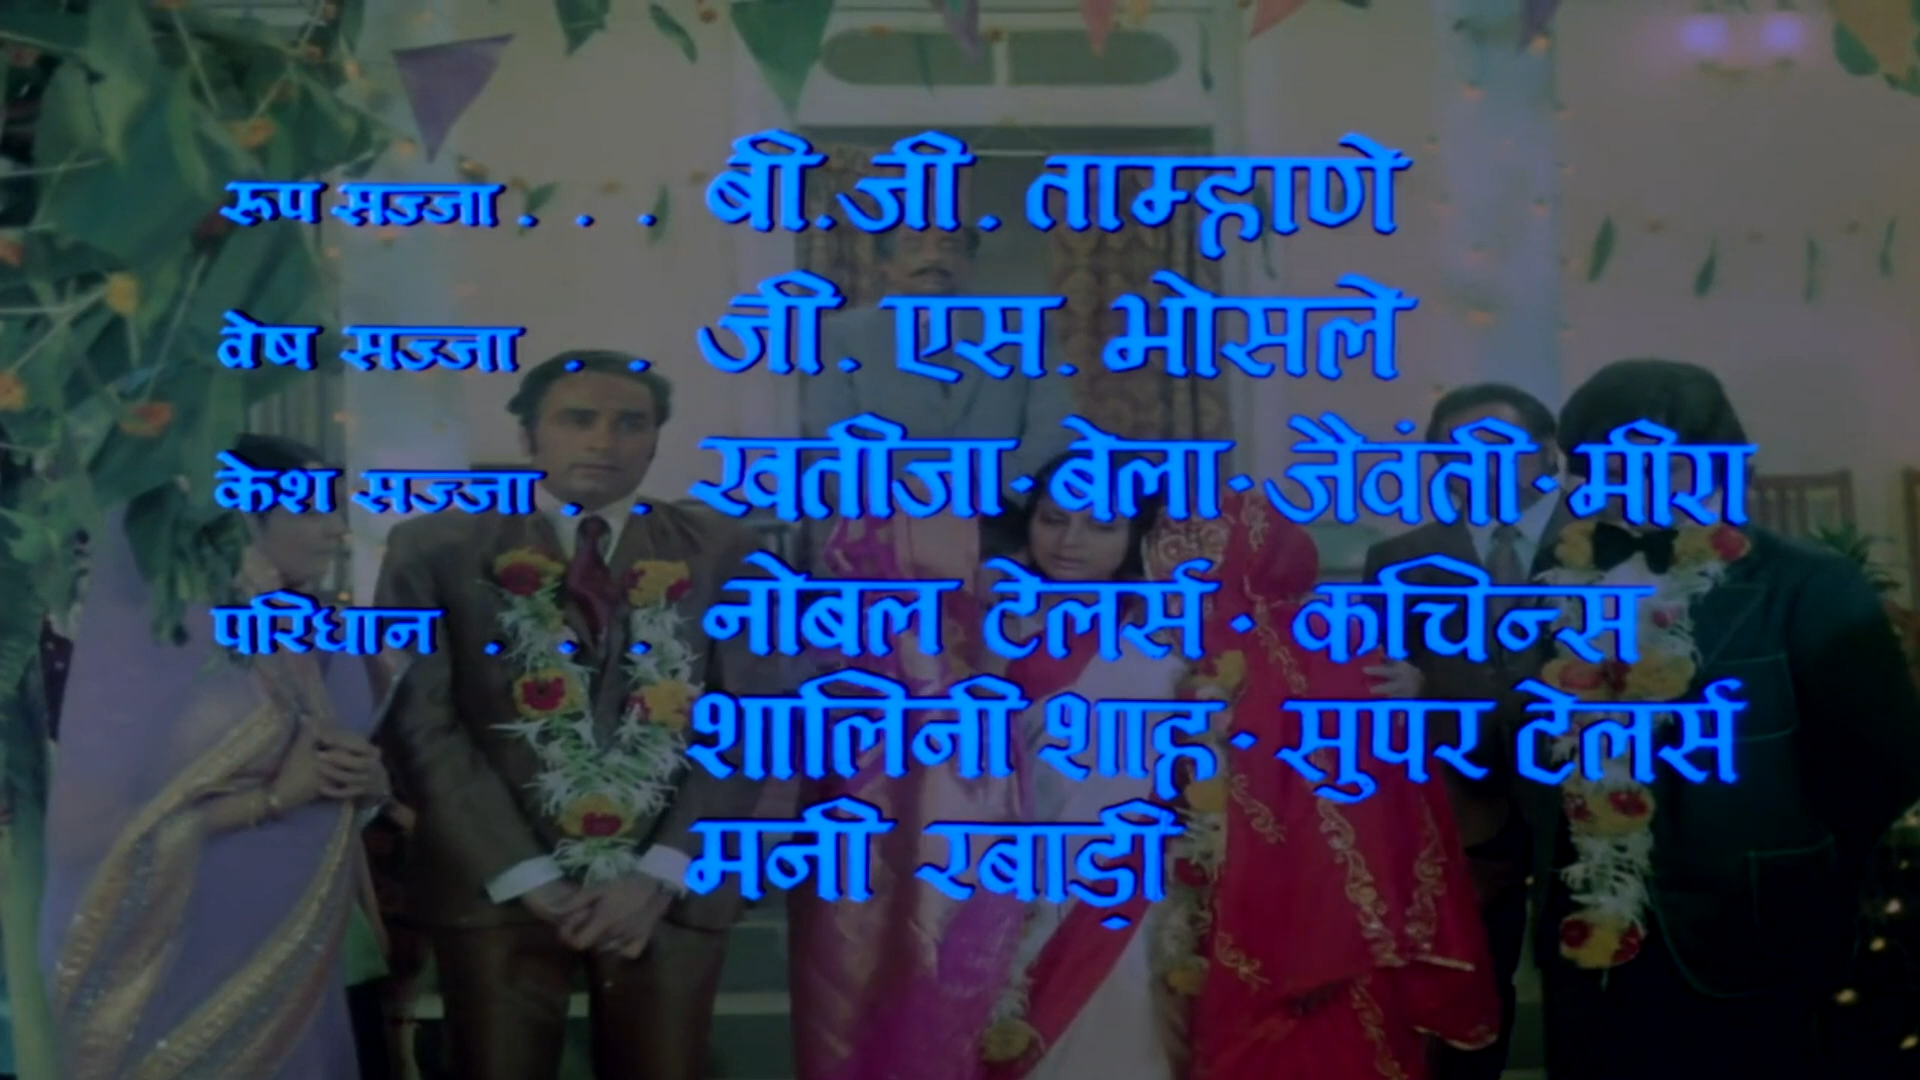 रूप सज्जा . . . बी.जी. ताम्हाणे
वेष सज्जा . . जी. एस. भोसले
केश सज्जा . . खतीजा · बेला · जैवंती · मीरा
परिधान . . . नोबल टेलर्स · कचिन्स
शालिनी शाह · सुपर टेलर्स
मनी रबाड़ी